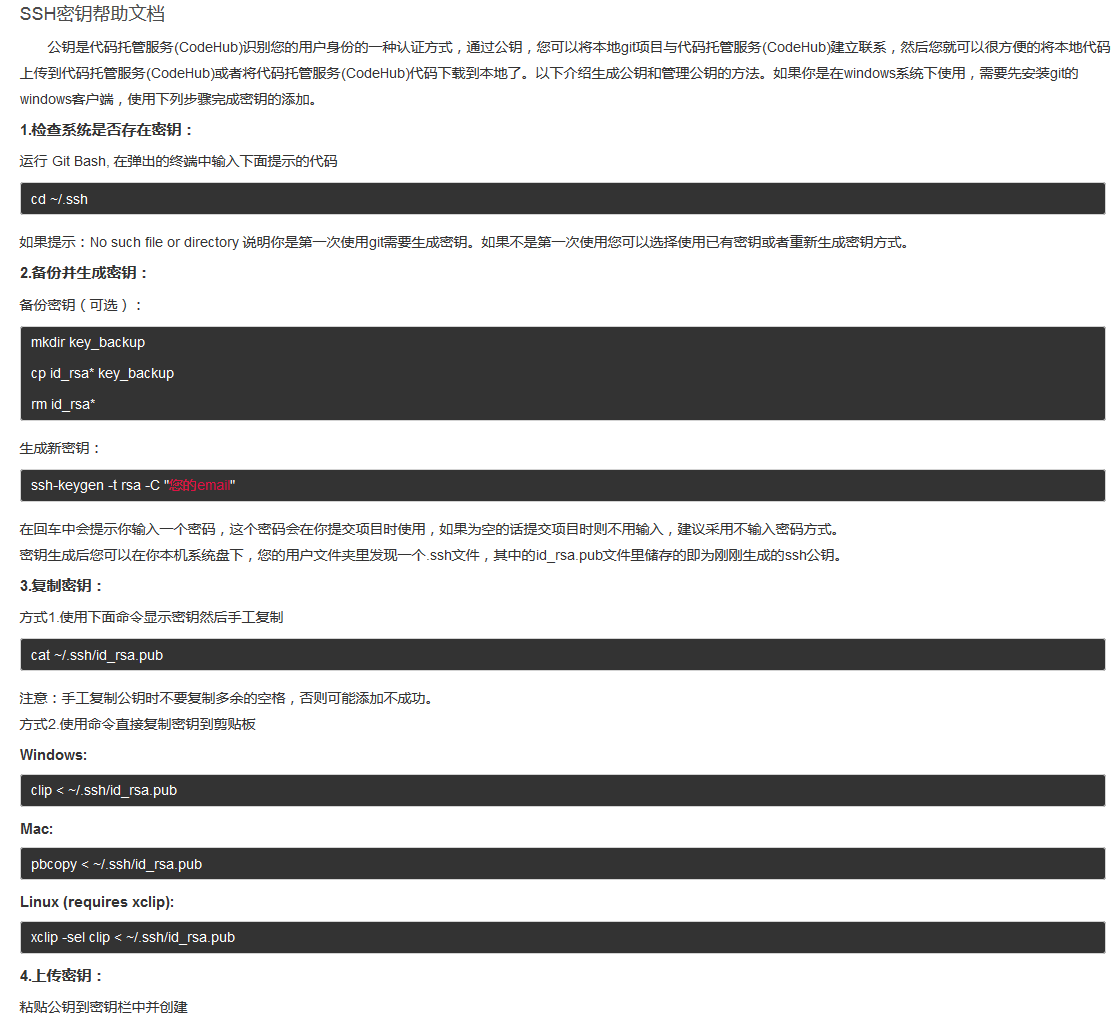 SSH密钥帮助文档
公钥是代码托管服务(CodeHub)识别您的用户身份的一种认证方式，通过公钥，您可以将本地git项目与代码托管服务(CodeHub)建立联系，然后您就可以很方便的将本地代码
上传到代码托管服务(CodeHub)或者将代码托管服务(CodeHub)代码下载到本地了。以下介绍生成公钥和管理公钥的方法。如果你是在windows系统下使用，需要先安装git的
windows客户端，使用下列步骤完成密钥的添加。
1.检查系统是否存在密钥：
运行 Git Bash, 在弹出的终端中输入下面提示的代码
cd ~/.ssh
如果提示：No such file or directory 说明你是第一次使用git需要生成密钥。如果不是第一次使用您可以选择使用已有密钥或者重新生成密钥方式。
2.备份并生成密钥：
备份密钥（可选）：
mkdir key_backup
cp id_rsa* key_backup
rm id_rsa*
生成新密钥：
ssh-keygen -t rsa -C "您的email"
在回车中会提示你输入一个密码，这个密码会在你提交项目时使用，如果为空的话提交项目时则不用输入，建议采用不输入密码方式。
密钥生成后您可以在你本机系统盘下，您的用户文件夹里发现一个.ssh文件，其中的id_rsa.pub文件里储存的即为刚刚生成的ssh公钥。
3.复制密钥：
方式1.使用下面命令显示密钥然后手工复制
cat ~/.ssh/id_rsa.pub
注意：手工复制公钥时不要复制多余的空格，否则可能添加不成功。
方式2.使用命令直接复制密钥到剪贴板
Windows:
clip < ~/.ssh/id_rsa.pub
Mac:
pbcopy < ~/.ssh/id_rsa.pub
Linux (requires xclip):
xclip -sel clip < ~/.ssh/id_rsa.pub
4.上传密钥：
粘贴公钥到密钥栏中并创建